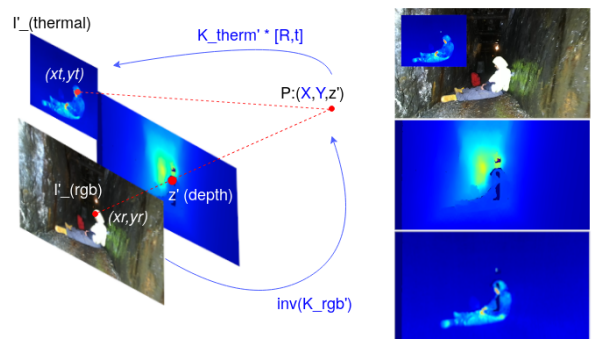 I'_(thermal)
K_therm' * [R,t]
(xt,yt)
P:(X,Y,z')
I'_(rgb)
z' (depth)
(xr,yr)
inv(K_rgb')